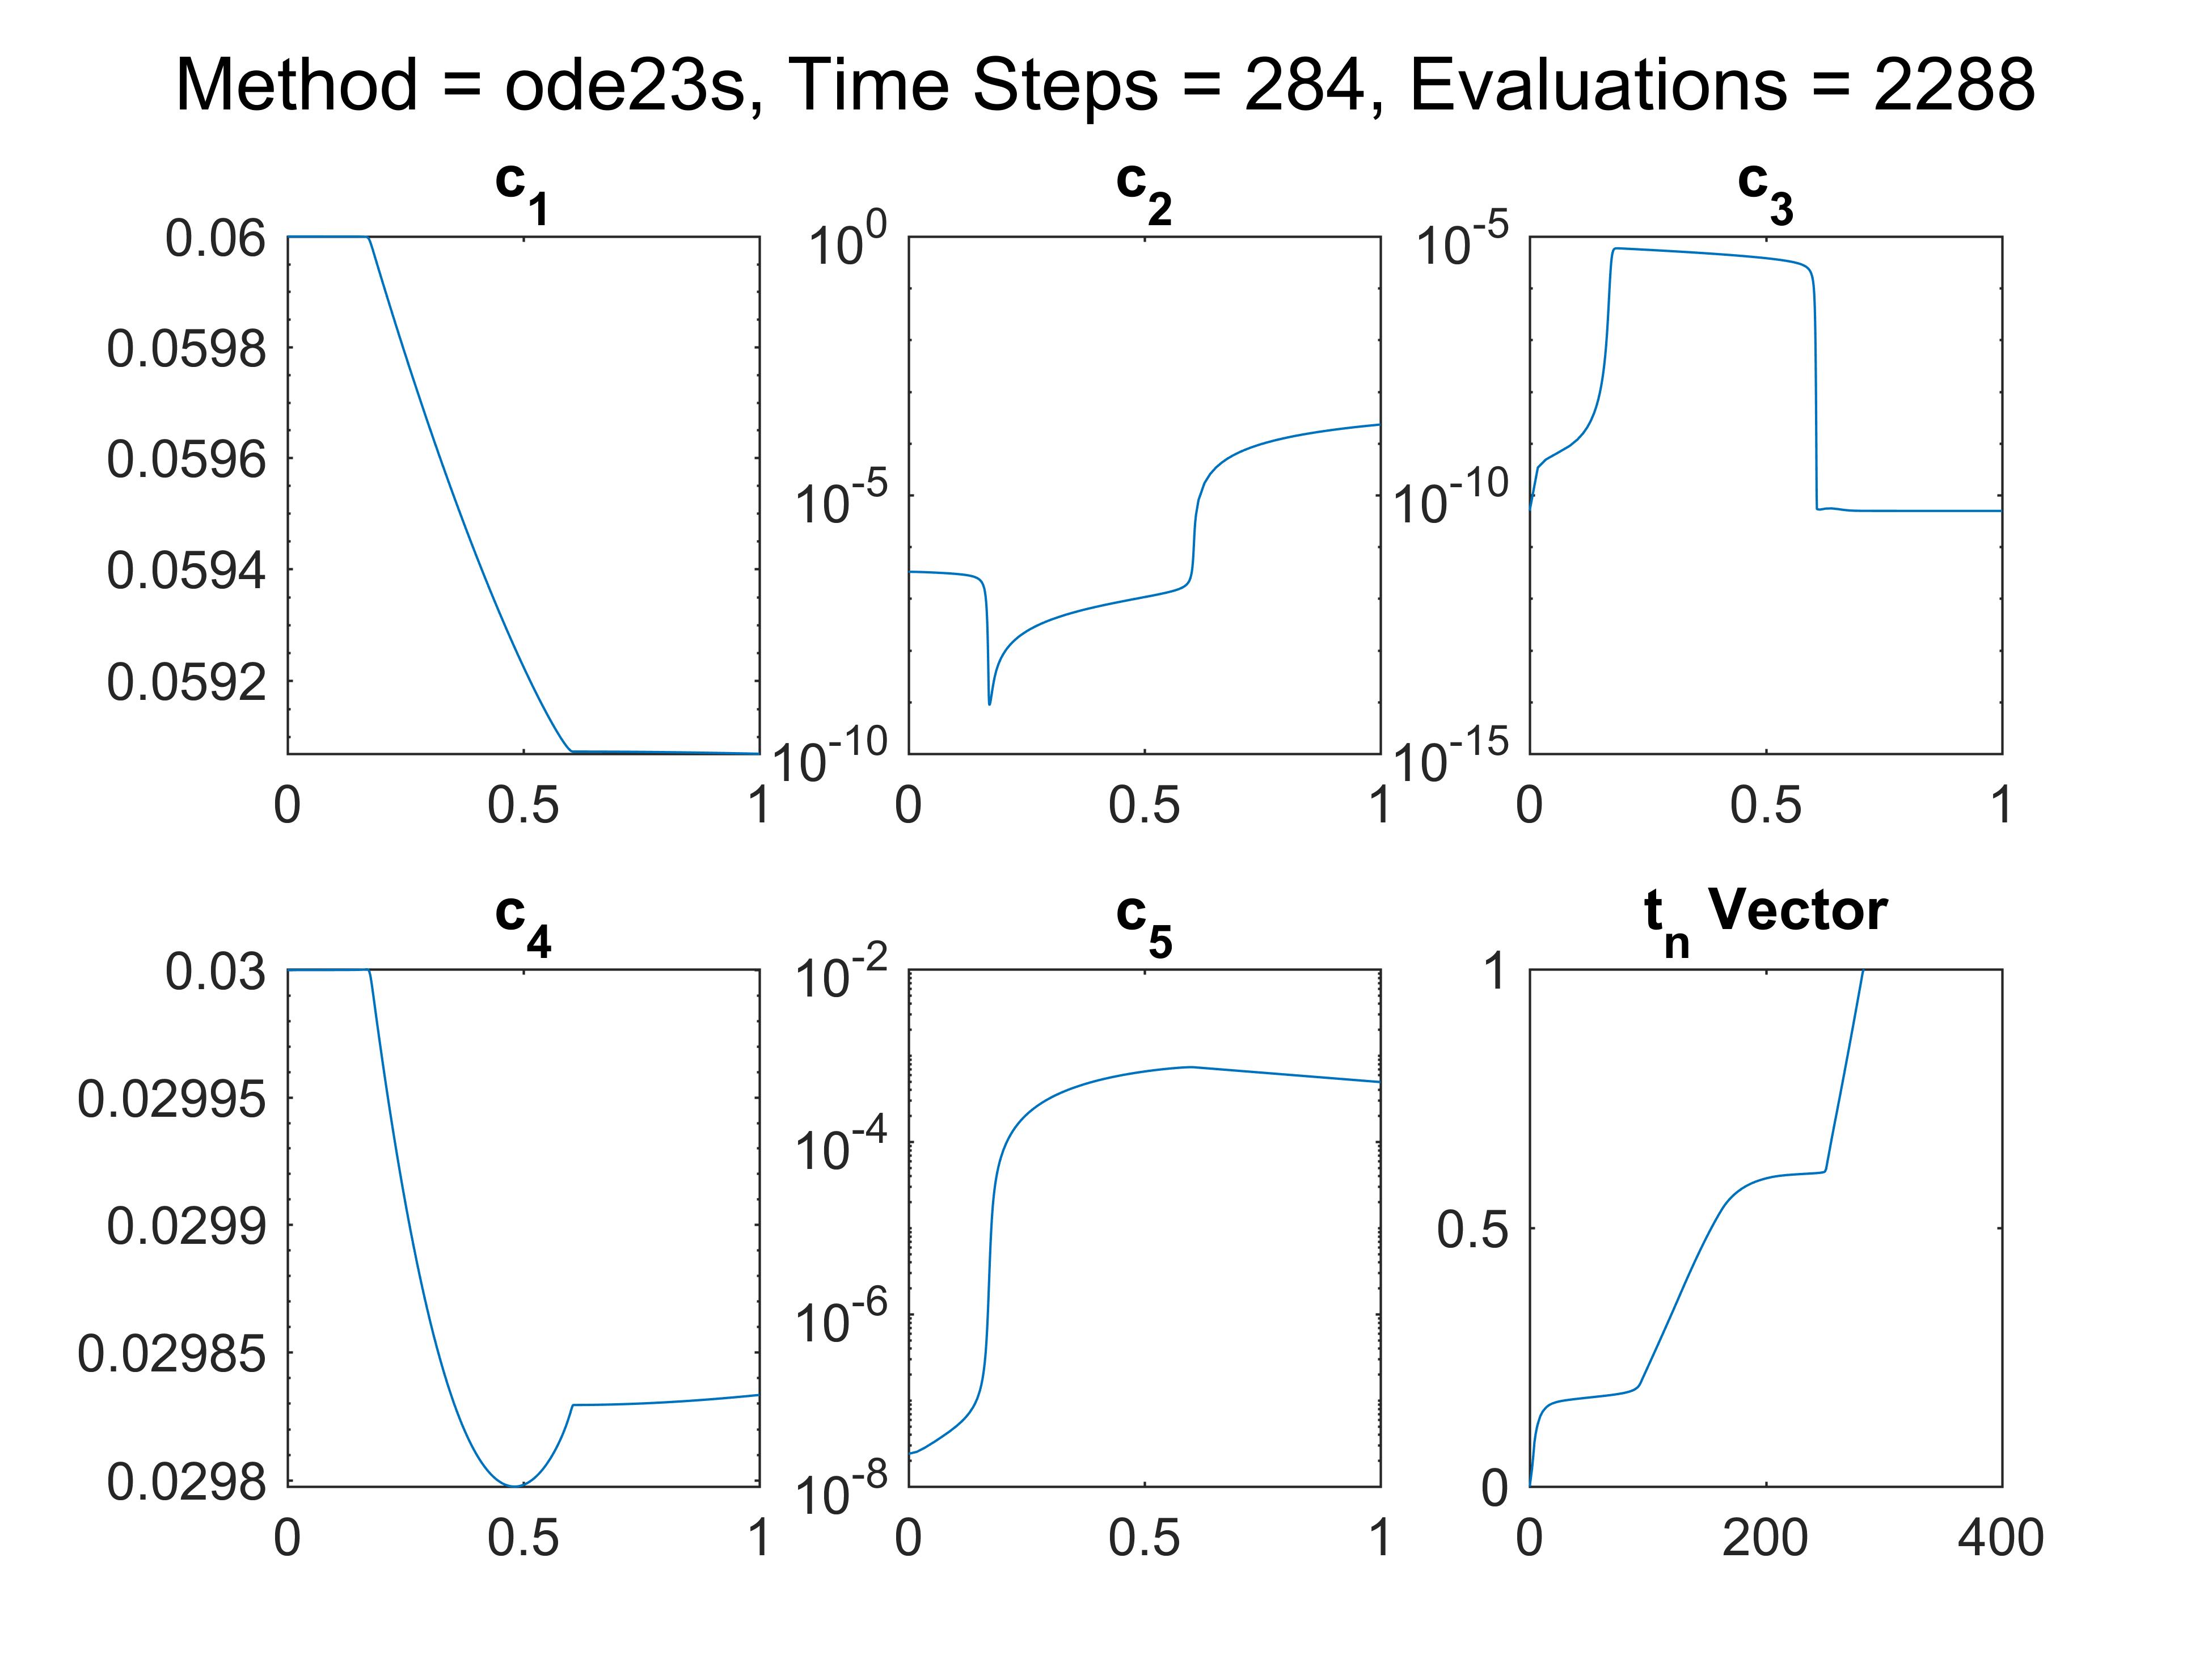 Method = ode23s, Time Steps = 284, Evaluations = 2288
c₁
c₂
c₃
0.06
0.0598
0.0596
0.0594
0.0592
0 0.5 1
10⁰
10⁻⁵
10⁻¹⁰
0 0.5 1
10⁻⁵
10⁻¹⁰
10⁻¹⁵
0 0.5 1
c₄
c₅
tₙ Vector
0.03
0.02995
0.0299
0.02985
0.0298
0 0.5 1
10⁻²
10⁻⁴
10⁻⁶
10⁻⁸
0 0.5 1
1
0.5
0
0 200 400